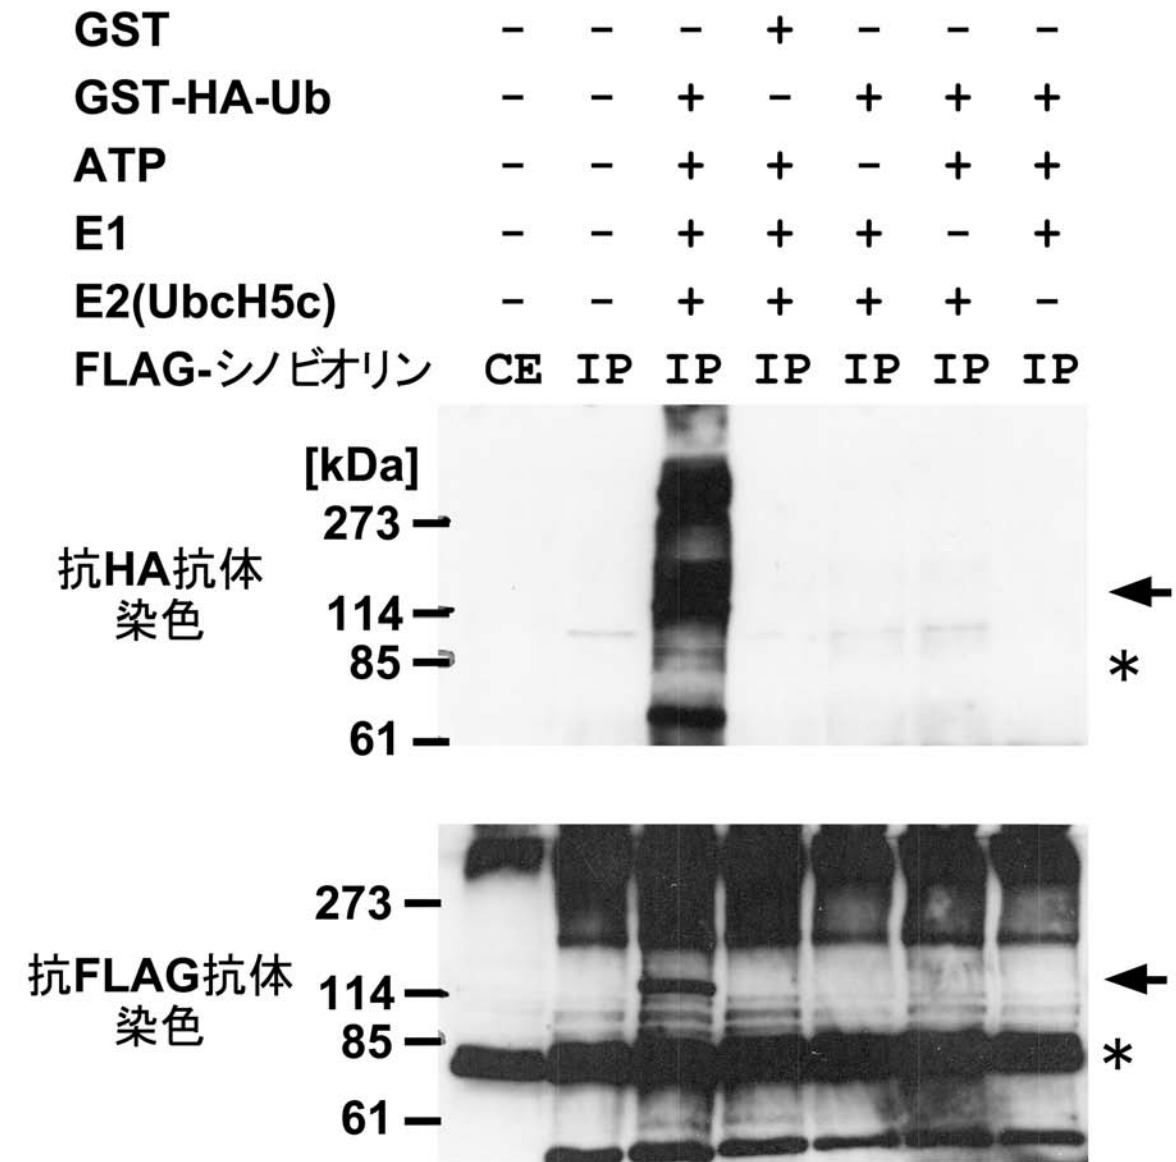 GST - - - + - - -
GST-HA-Ub - - + - + + +
ATP - - + + - + +
E1 - - + + + - +
E2(UbcH5c) - - + + + + -
FLAG-シノビオリン CE IP IP IP IP IP IP
[kDa]
273
抗HA抗体
染色
114
85
*
61
273
抗FLAG抗体
染色
114
85
*
61